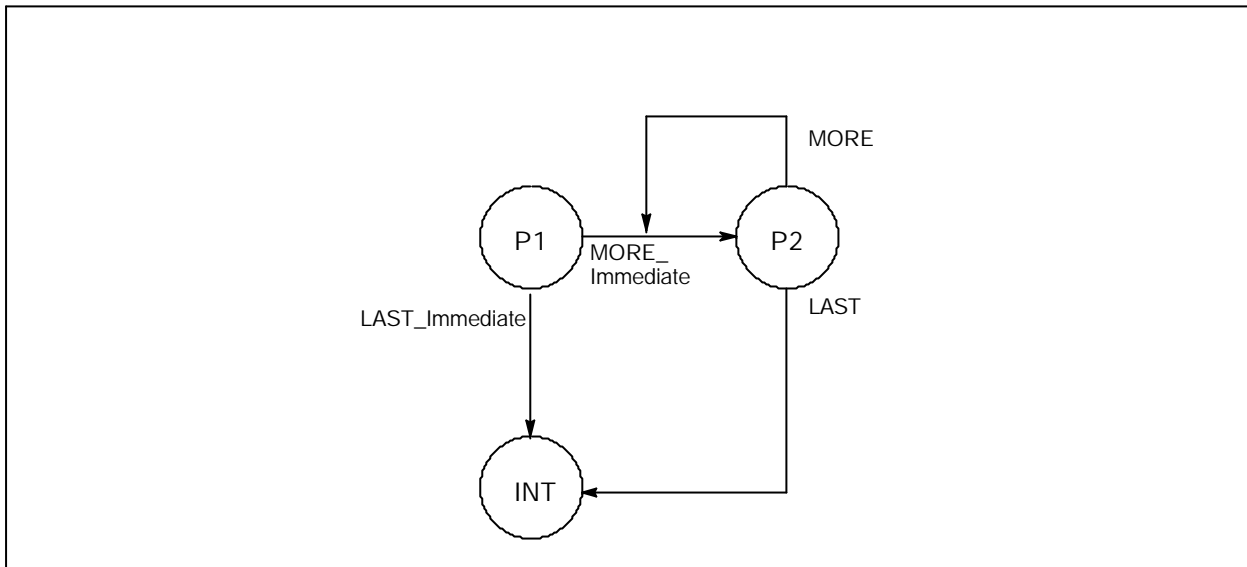 MORE
P1
P2
MORE_
Immediate
LAST
LAST_Immediate
INT